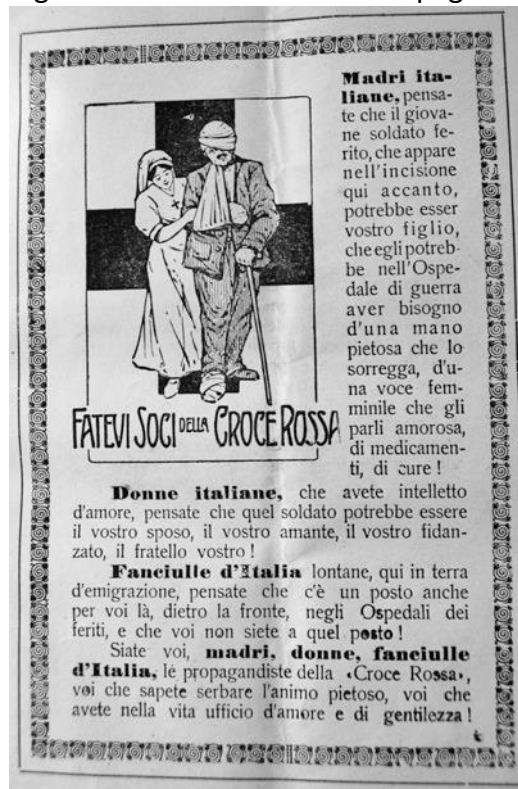 Madri ita-
liane, pensa-
te che il giova-
ne soldato fe-
rito, che appare
nell'incisione
qui accanto,
potrebbe esser
vostro figlio,
che egli potreb-
be nell'Ospe-
dale di guerra
aver bisogno
d'una mano
pietosa che lo
sorregga, d'u-
na voce fem-
minile che gli
parli amorosa,
di medicamen-
ti, di cure !
FATEVI SOCI DELLA CROCE ROSSA
Donne italiane, che avete intelletto
d'amore, pensate che quel soldato potrebbe essere
il vostro sposo, il vostro amante, il vostro fidan-
zato, il fratello vostro !
Fanciulle d'Italia lontane, qui in terra
d'emigrazione, pensate che c'è un posto anche
per voi là, dietro la fronte, negli Ospedali dei
feriti, e che voi non siete a quel posto !
Siate voi, madri, donne, fanciulle
d'Italia, le propagandiste della «Croce Rossa»,
voi che sapete serbare l'animo pietoso, voi che
avete nella vita ufficio d'amore e di gentilezza !